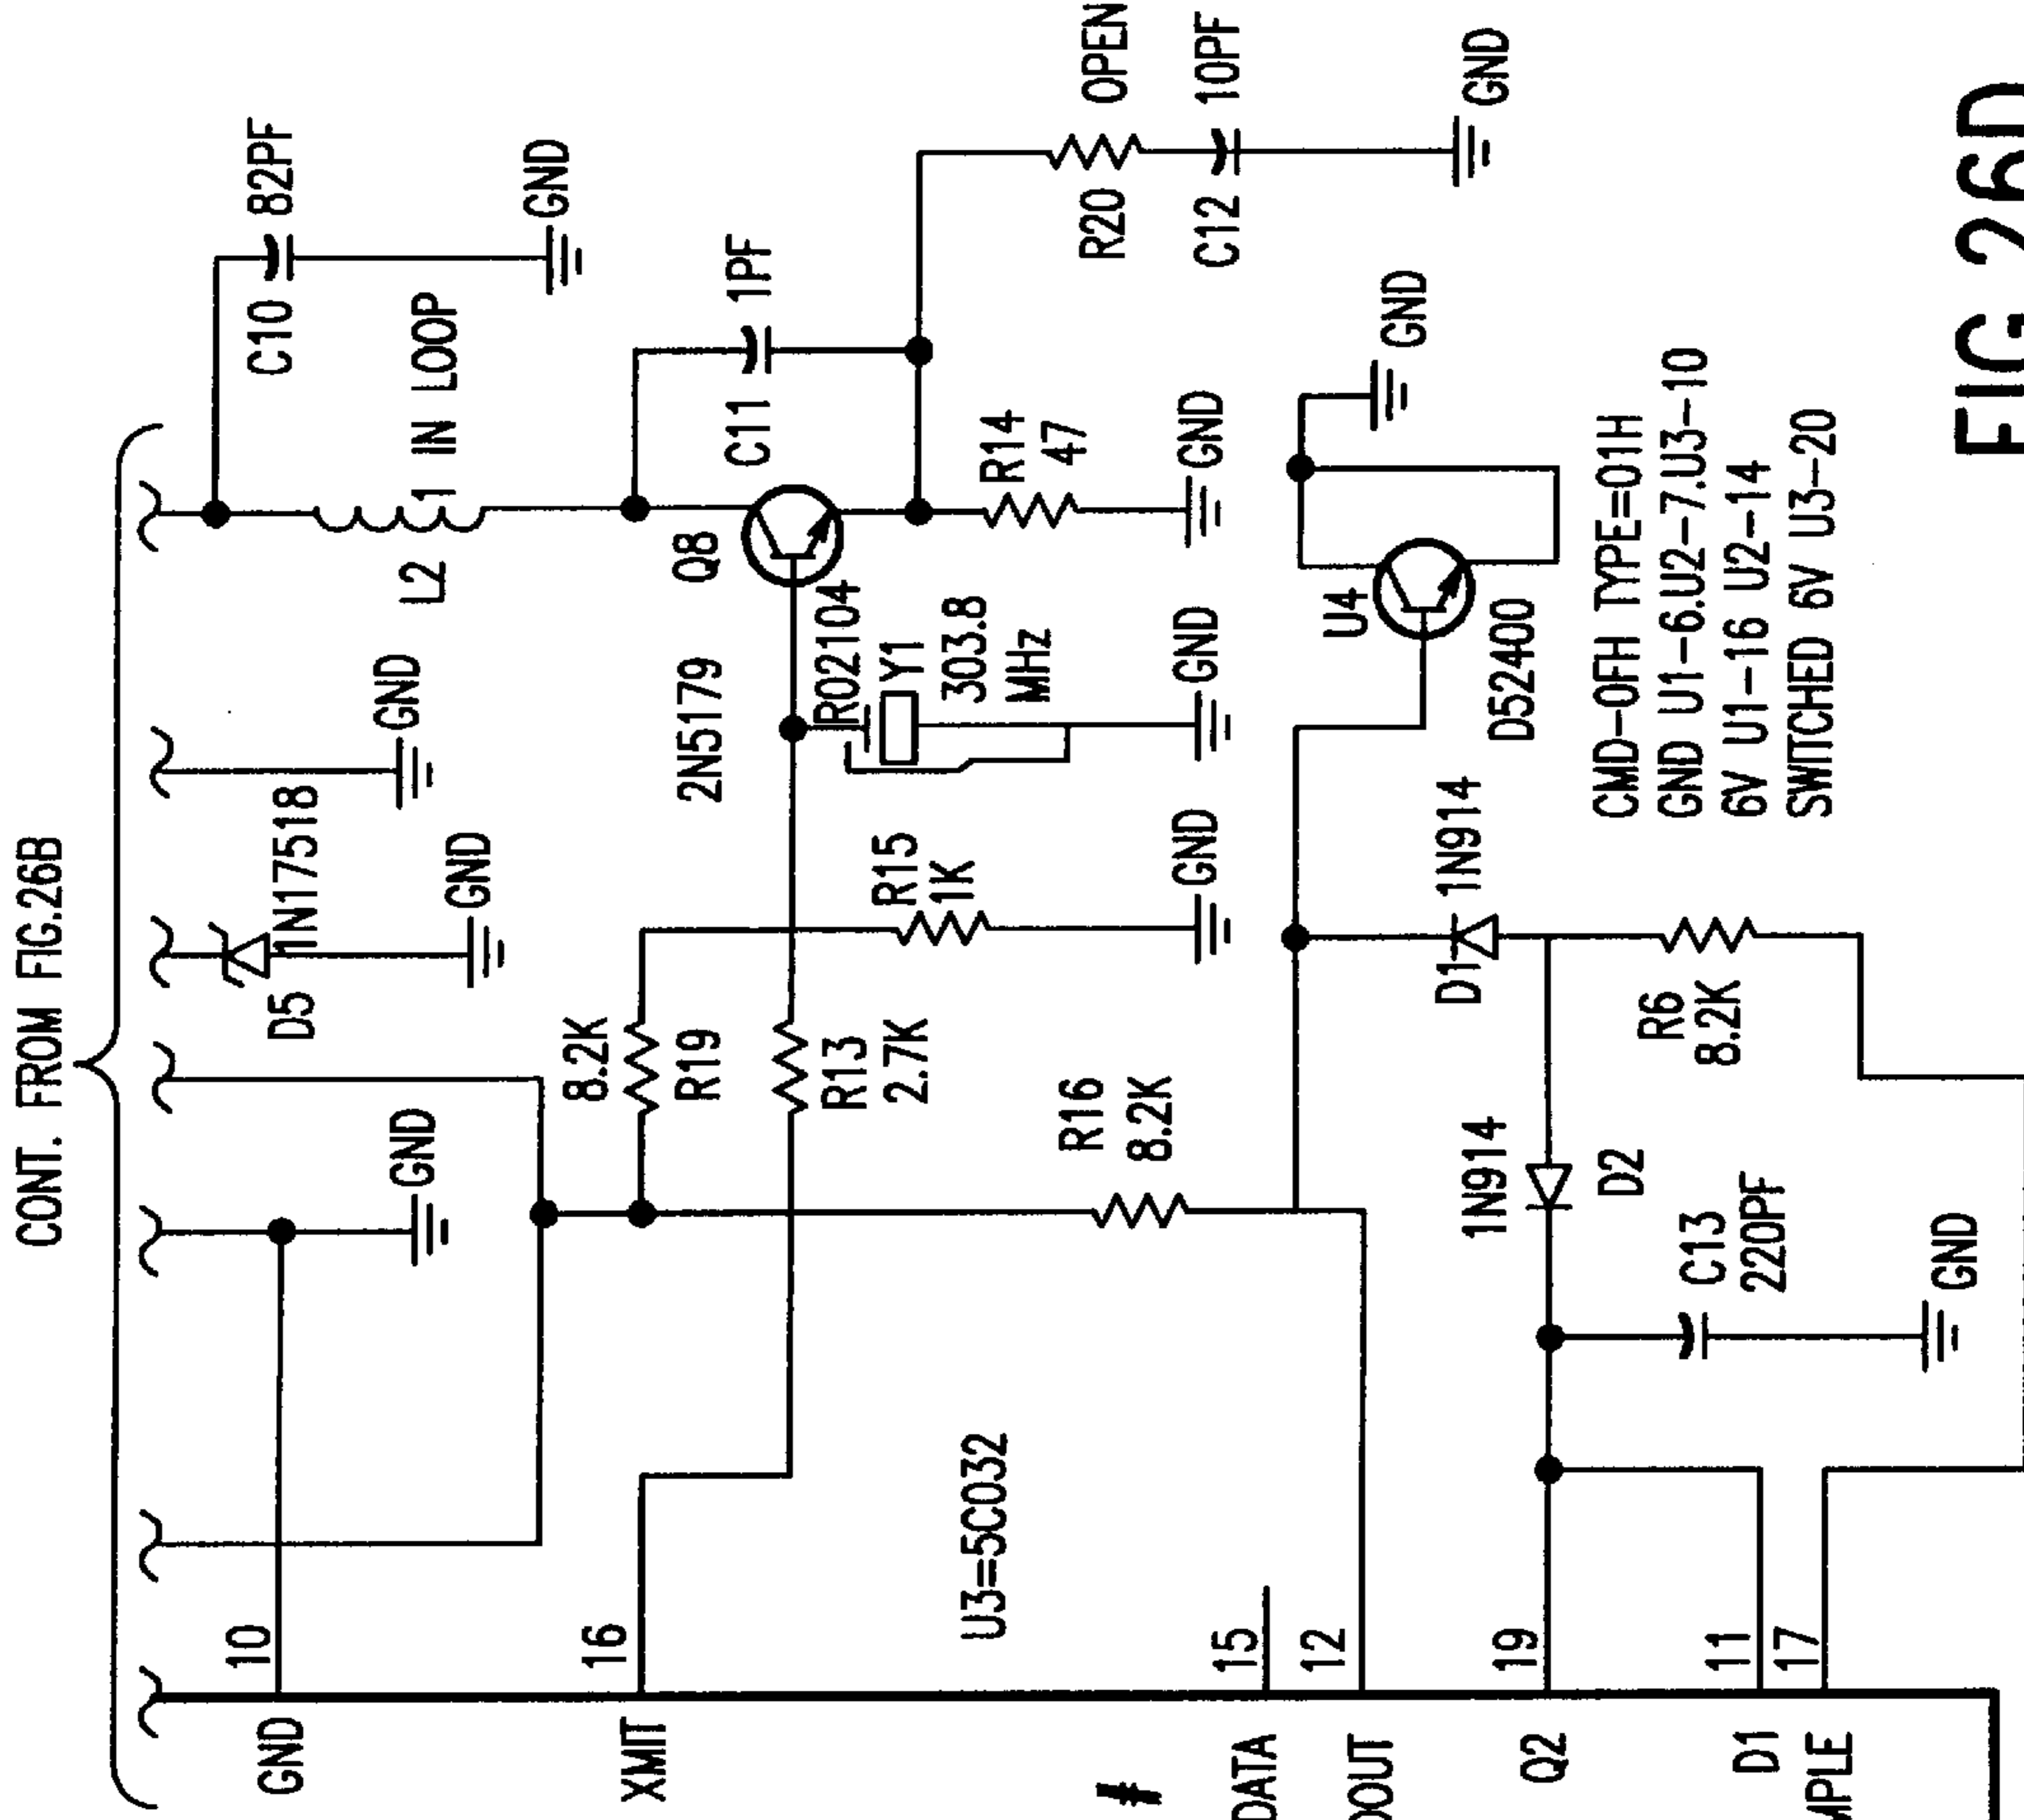 CONT. FROM FIG.26B
C10 82PF
GND
1 IN LOOP
L2
D5 1N17518
GND
GND
GND
10
GND
8.2K
R19
C11 1PF
Q8
2N5179
R20 OPEN
C12 10PF
GND
R14
47
GND
R02104
Y1
303.8
MHz
GND
R15
1K
GND
R13
2.7K
R16
8.2K
16
XMIT
U3=5C032
#
15
DATA
12
DOUT
GND
U4
D52400
D1 1N914
R6
8.2K
1N914
D2
C13
220PF
GND
19
Q2
11
D1
17
MPLE
CMD-0FH TYPE=01H
GND U1-6.U2-7.U3-10
6V U1-16 U2-14
SWITCHED 6V U3-20
FIG. 26D